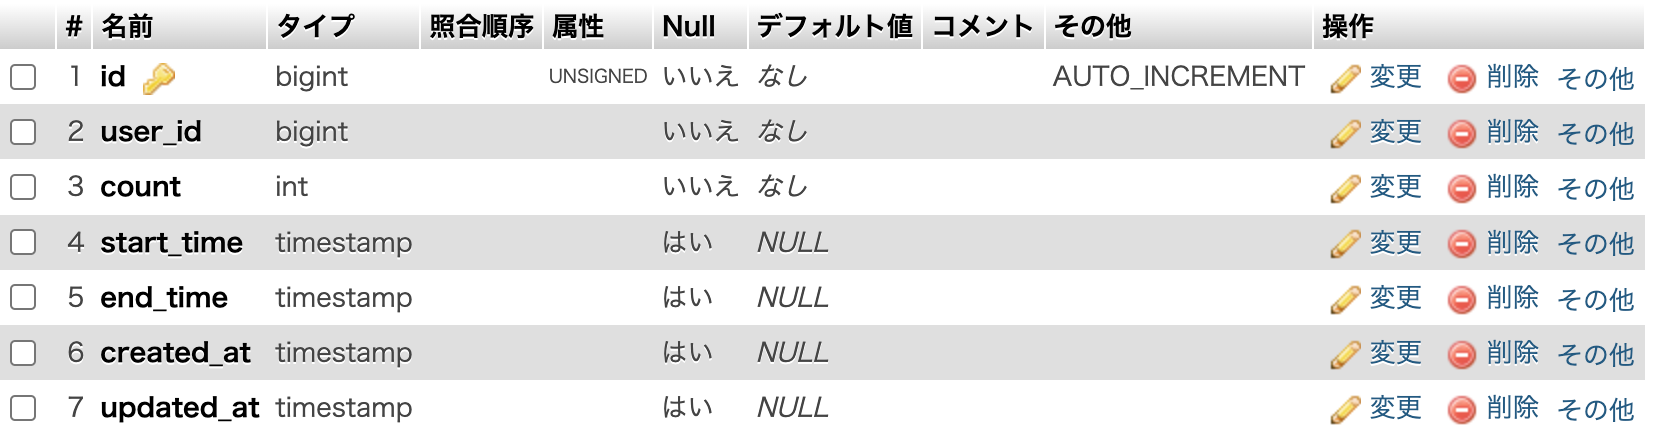 # 名前 タイプ 照合順序 属性 Null デフォルト値 コメント その他 操作
1 id bigint UNSIGNED いいえ なし AUTO_INCREMENT 変更 削除 その他
2 user_id bigint いいえ なし 変更 削除 その他
3 count int いいえ なし 変更 削除 その他
4 start_time timestamp はい NULL 変更 削除 その他
5 end_time timestamp はい NULL 変更 削除 その他
6 created_at timestamp はい NULL 変更 削除 その他
7 updated_at timestamp はい NULL 変更 削除 その他